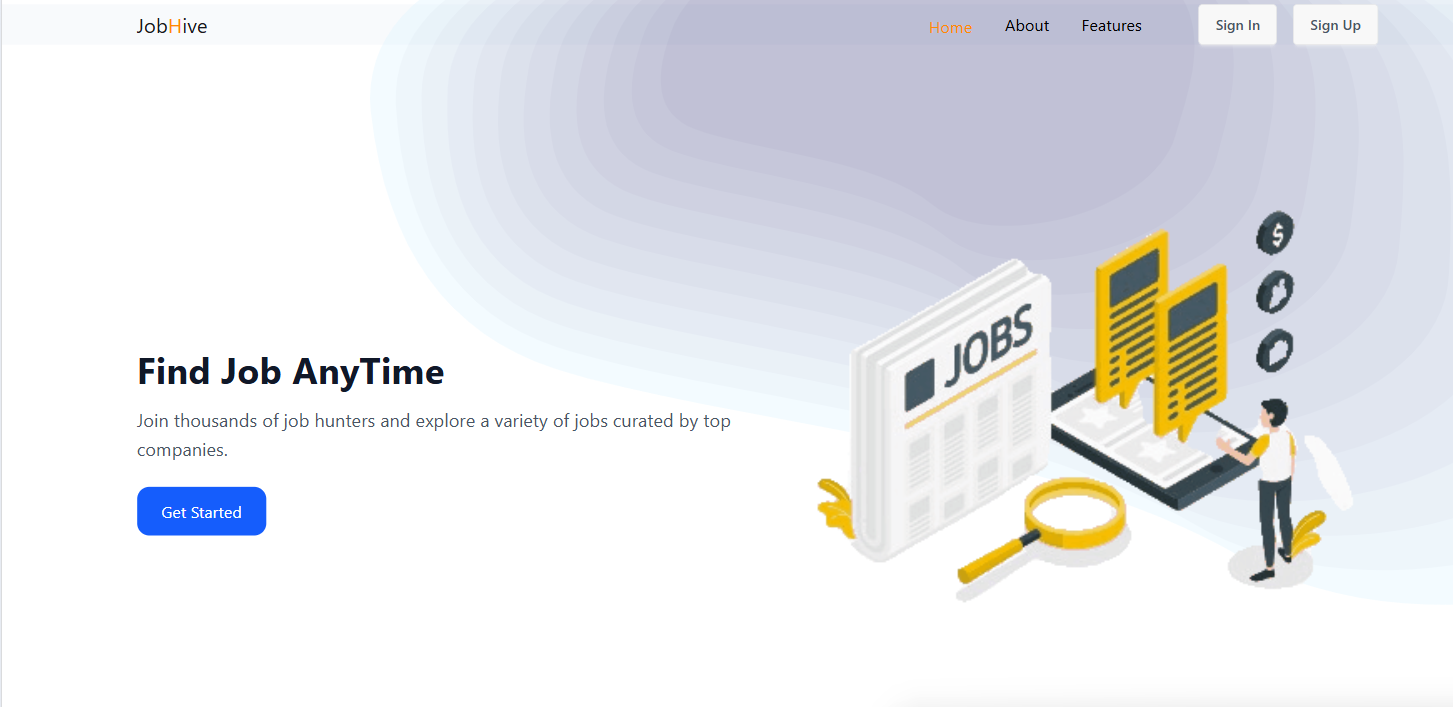 JobHive
Home
About
Features
Sign In
Sign Up
Find Job AnyTime
Join thousands of job hunters and explore a variety of jobs curated by top
companies.
Get Started
JOBS
$